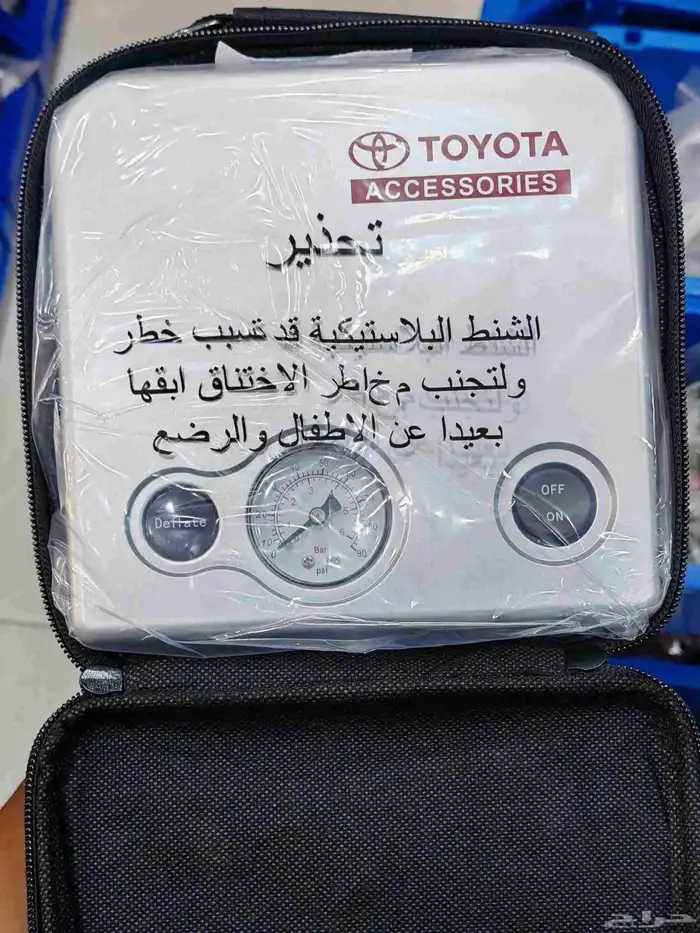 TOYOTA
ACCESSORIES
تحذير
الشنط البلاستيكية قد تسبب خطر
ولتجنب مخاطر الاختناق ابقها
بعيدا عن الاطفال والرضع
Deflate
Bar
psi
OFF
ON
حراج